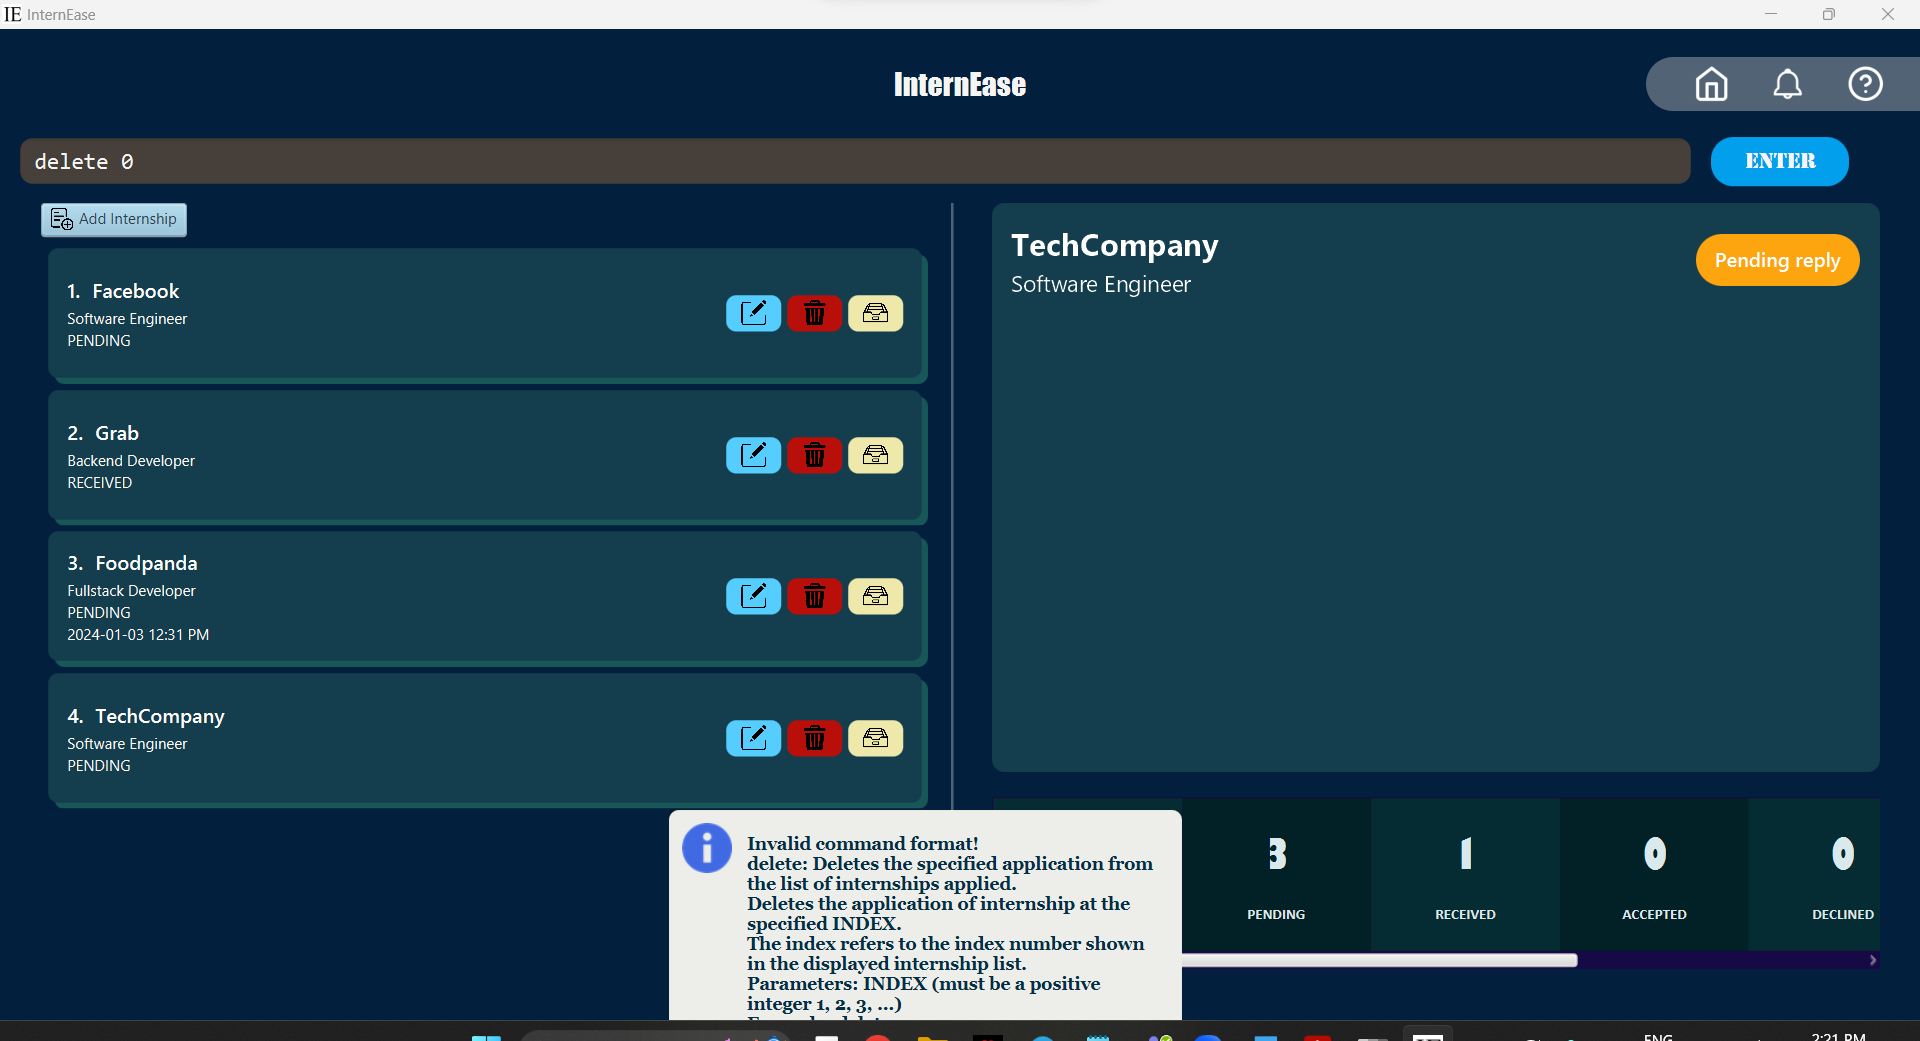 IE InternEase
InternEase
delete 0
ENTER
Add Internship
1. Facebook
Software Engineer
PENDING
2. Grab
Backend Developer
RECEIVED
3. Foodpanda
Fullstack Developer
PENDING
2024-01-03 12:31 PM
4. TechCompany
Software Engineer
PENDING
TechCompany
Software Engineer
Pending reply
3
PENDING
1
RECEIVED
0
ACCEPTED
0
DECLINED
Invalid command format!
delete: Deletes the specified application from
the list of internships applied.
Deletes the application of internship at the
specified INDEX.
The index refers to the index number shown
in the displayed internship list.
Parameters: INDEX (must be a positive
integer 1, 2, 3, ...)
ENG
2:21 PM